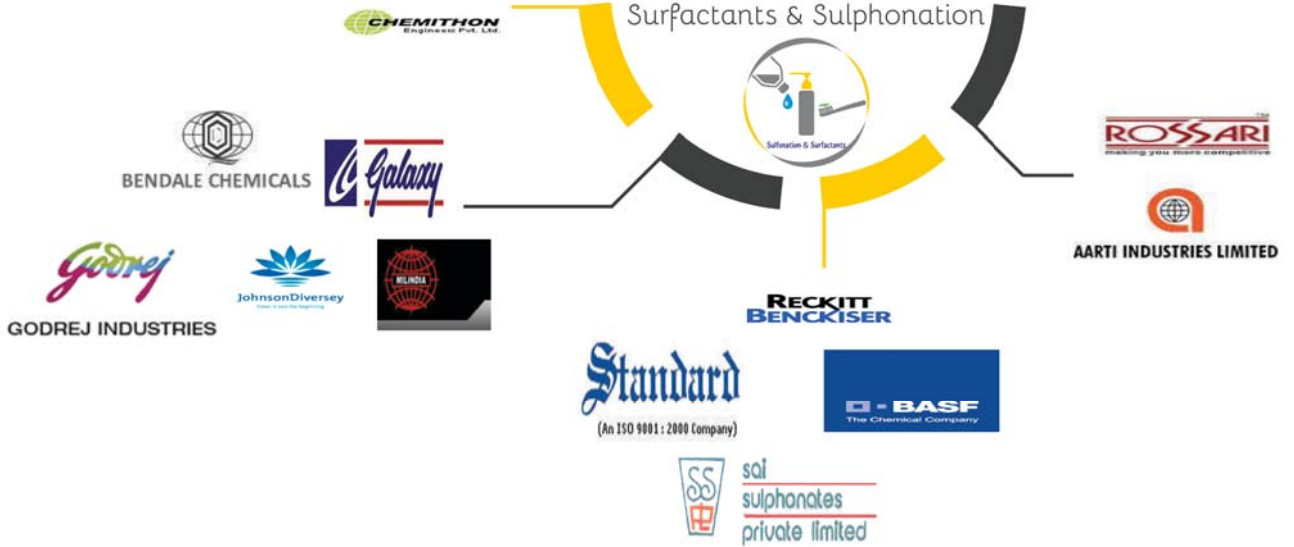 CHEMITHON
Engineers Pvt. Ltd.
Surfactants & Sulphonation
Sulfonation & Surfactants
BENDALE CHEMICALS
Galaxy
ROSSARI
TM
making you more competitive
AARTI INDUSTRIES LIMITED
Godrej
GODREJ INDUSTRIES
JohnsonDiversey
MILINDIA
RECKITT
BENCKISER
Standard
(An ISO 9001 : 2000 Company)
BASF
The Chemical Company
SS
sai
sulphonates
private limited